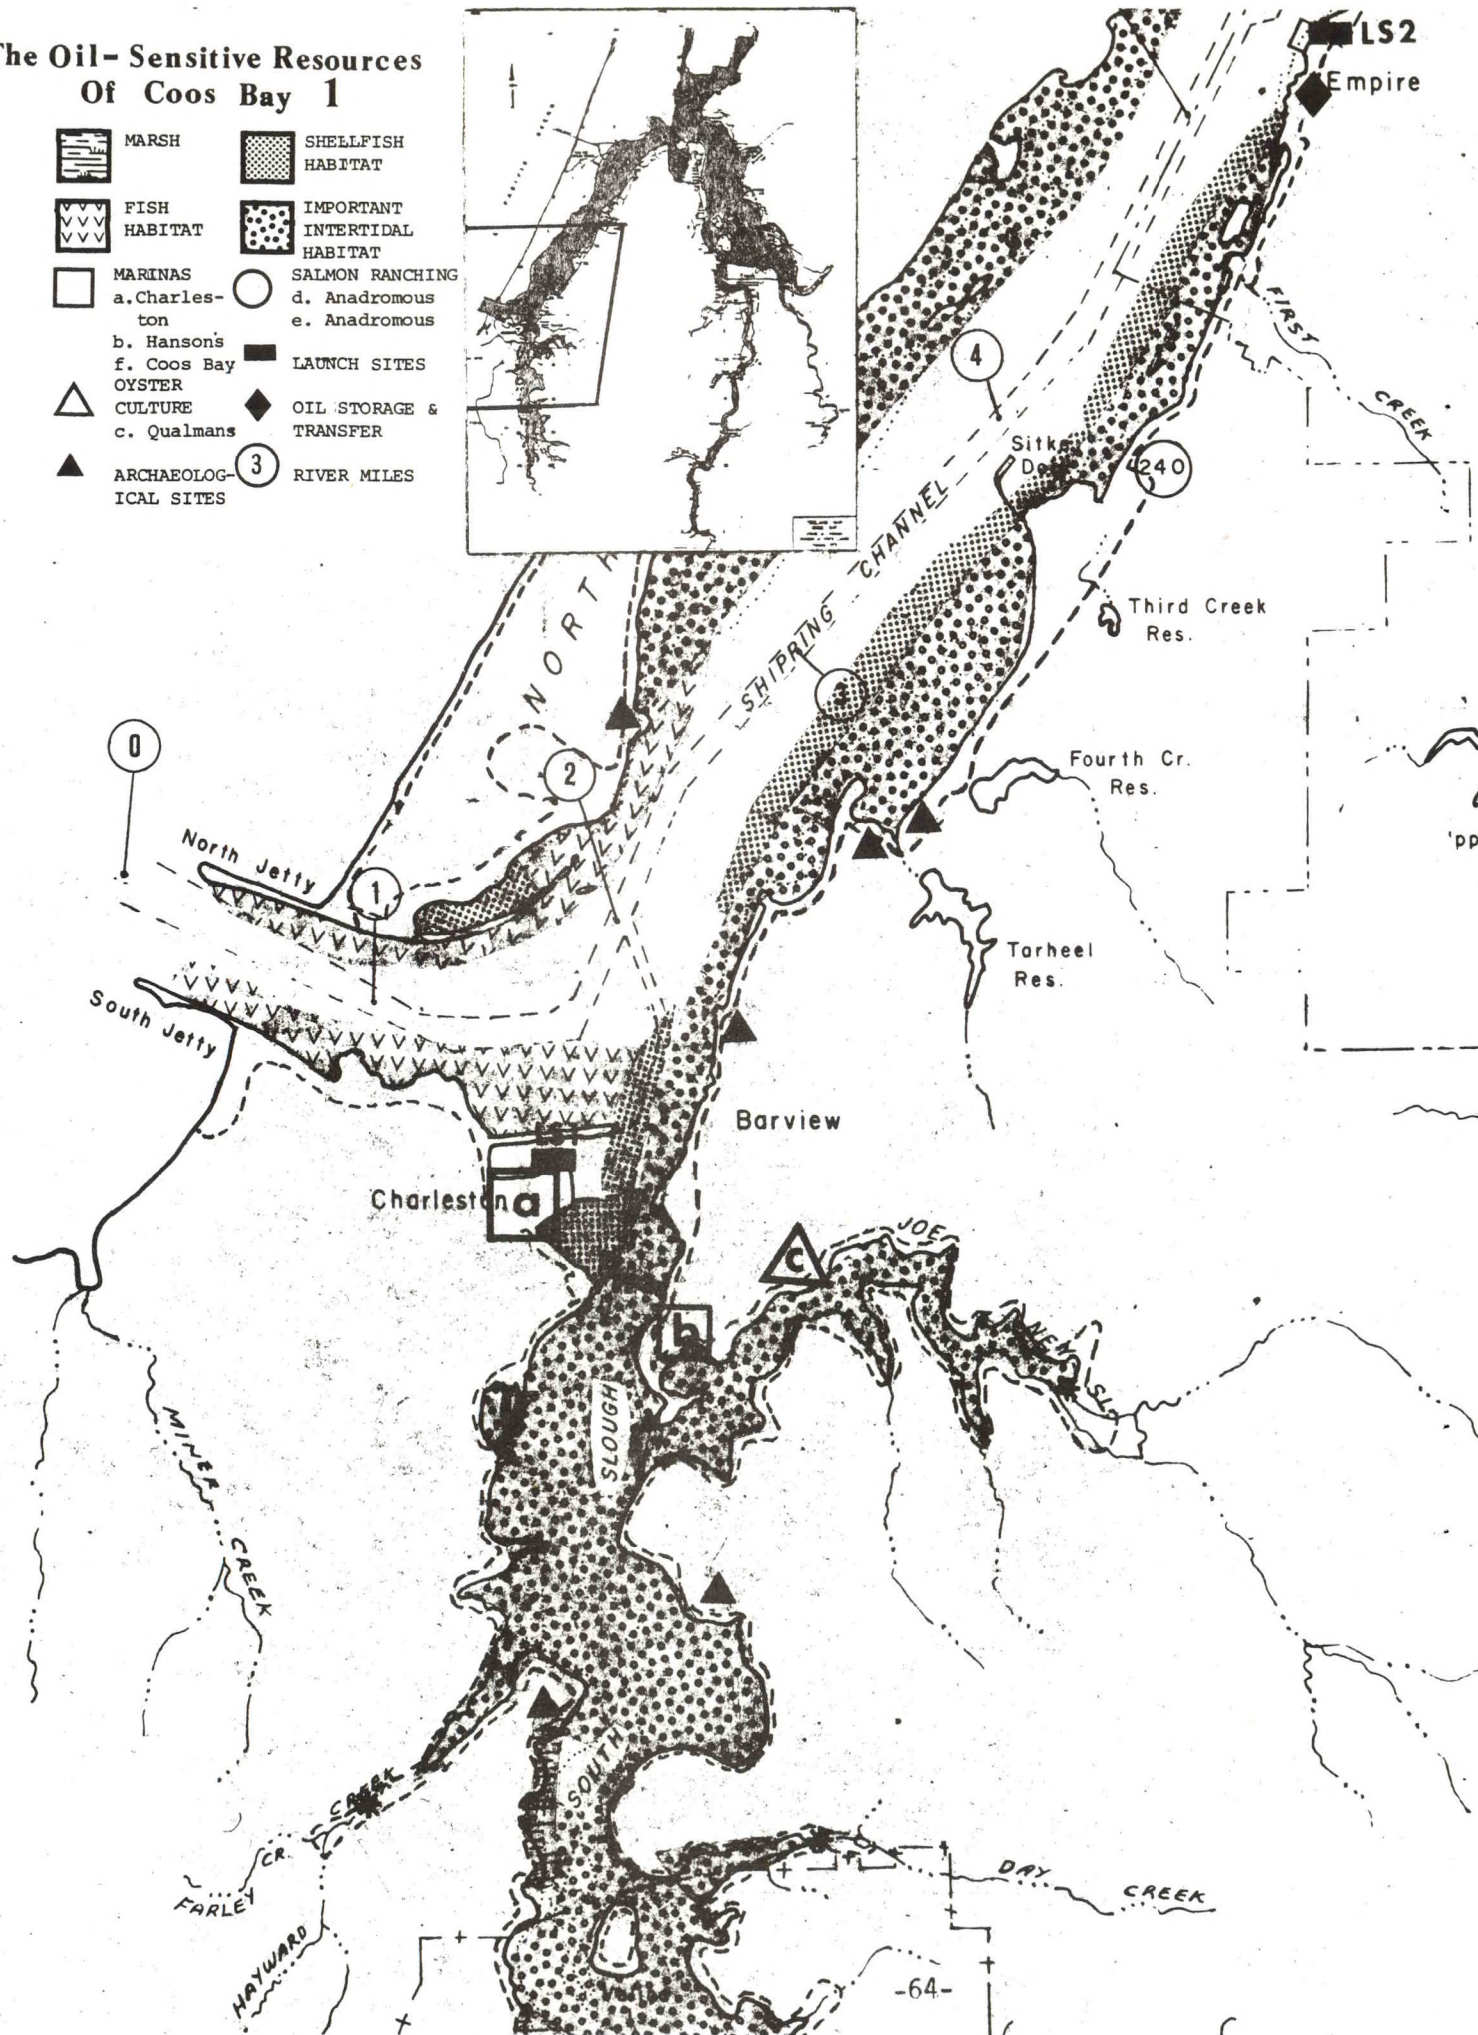 The Oil-Sensitive Resources
Of Coos Bay 1
MARSH
SHELLFISH
HABITAT
FISH
HABITAT
IMPORTANT
INTERTIDAL
HABITAT
MARINAS
a.Charles-
ton
b. Hanson's
f. Coos Bay
SALMON RANCHING
d. Anadromous
e. Anadromous
LAUNCH SITES
OYSTER
CULTURE
c. Qualmans
OIL STORAGE &
TRANSFER
ARCHAEOLOG-
ICAL SITES
3
RIVER MILES
LS2
Empire
FIRST
CREEK
4
240
SHIPPING CHANNEL
NORTH
Third Creek
Res.
3
0
2
Fourth Cr.
Res.
North Jetty
1
Tarheel
Res.
South Jetty
Barview
LS1
Charleston
a
JOE
c
b
NEY
SLOUGH
MINER
CREEK
SOUTH
CREEK
CR.
FARLEY
DAY
CREEK
HAYWARD
-64-